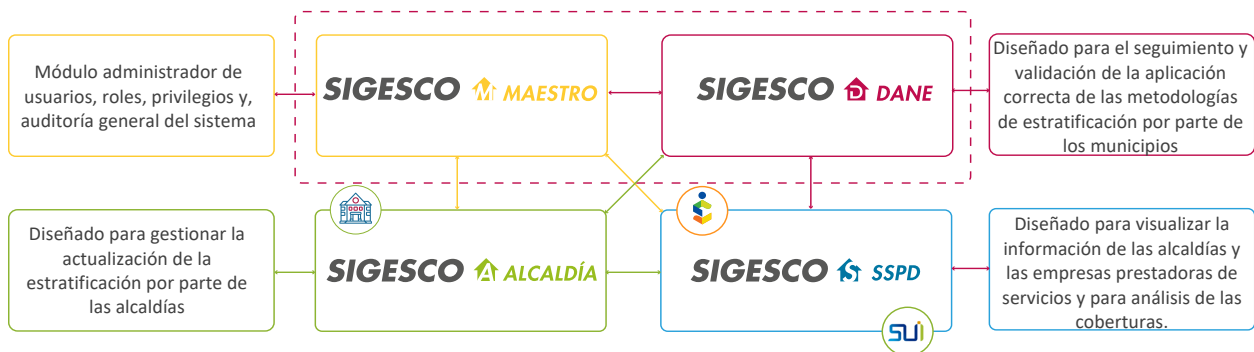 Módulo administrador de
usuarios, roles, privilegios y,
auditoría general del sistema
SIGESCO M MAESTRO
SIGESCO D DANE
Diseñado para el seguimiento y
validación de la aplicación
correcta de las metodologías
de estratificación por parte de
los municipios
Diseñado para gestionar la
actualización de la
estratificación por parte de
las alcaldías
SIGESCO A ALCALDÍA
SIGESCO S SSPD
sui
Diseñado para visualizar la
información de las alcaldías y
las empresas prestadoras de
servicios y para análisis de las
coberturas.